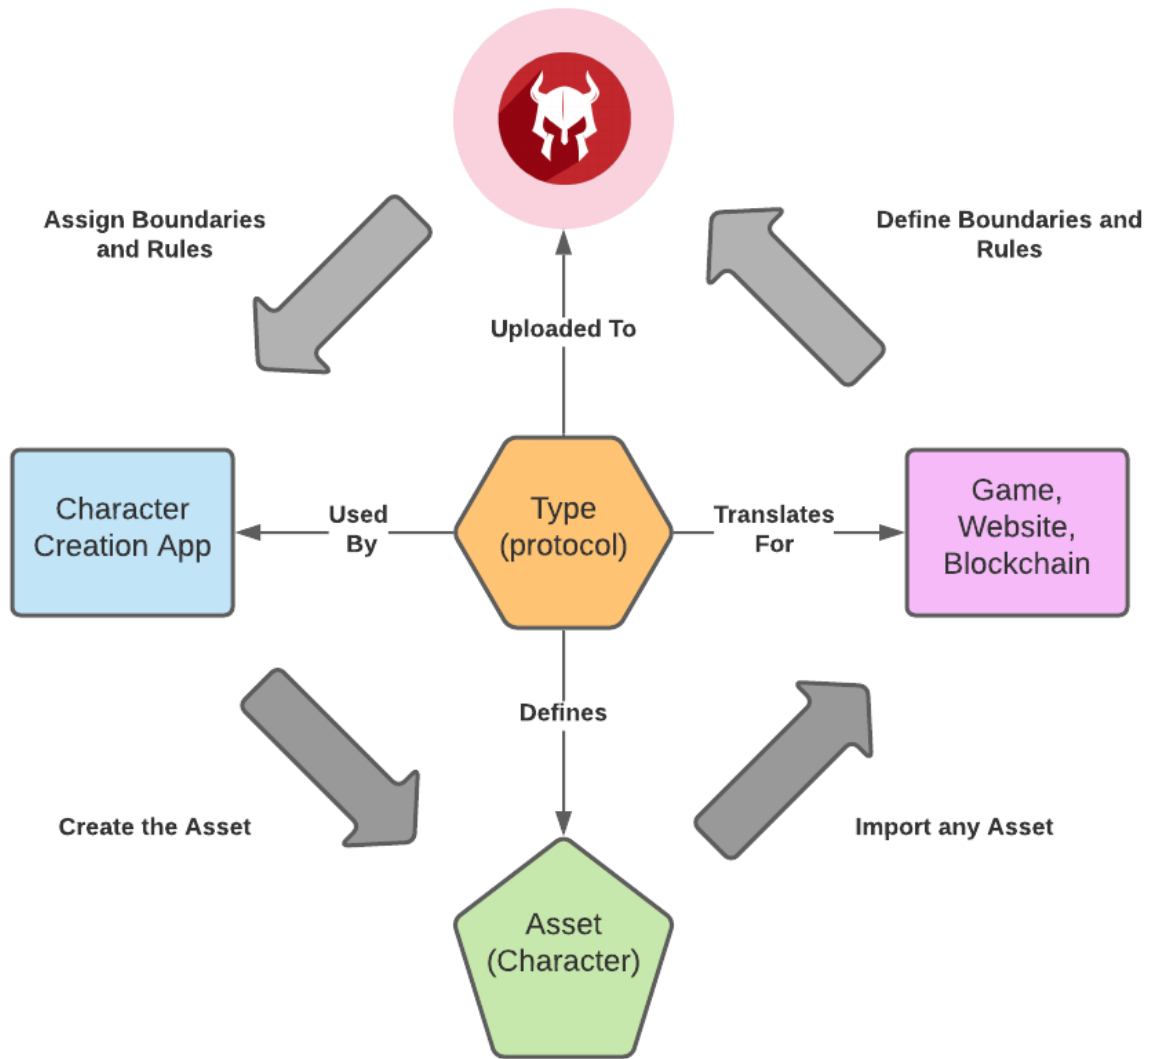 Assign Boundaries
and Rules
Define Boundaries and
Rules
Uploaded To
Character
Creation App
Used
By
Type
(protocol)
Translates
For
Game,
Website,
Blockchain
Defines
Create the Asset
Import any Asset
Asset
(Character)